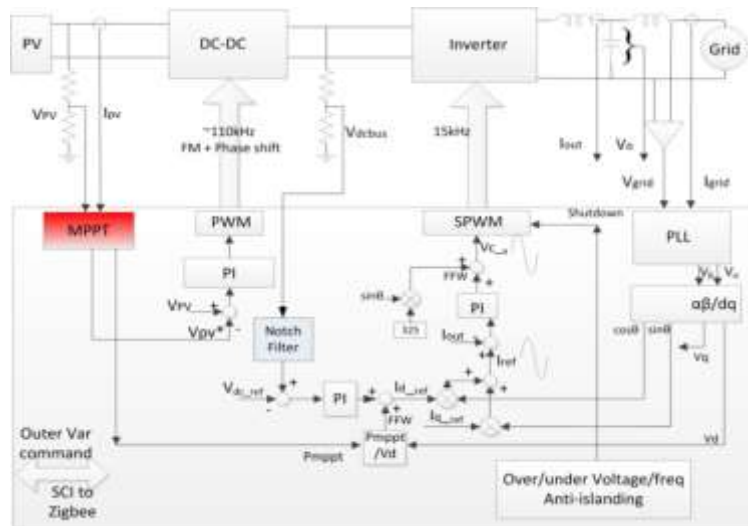 PV
DC-DC
Inverter
Grid
VPV
Ipv
~110kHz
FM + Phase shift
Vdcbus
15kHz
Iout
Vo
Vgrid
Igrid
MPPT
PWM
SPWM
Shutdown
PLL
Vc_a
PI
FFW
αβ/dq
VPV
Vpv*
Notch
Filter
sinθ
325
PI
Iout
Iref
cosθ
sinθ
Vq
Vdc_ref
PI
Id_ref
FFW
Iq_ref
Outer Var
command
Pmppt
Pmppt
/Vd
Vd
SCI to
Zigbee
Over/under Voltage/freq
Anti-islanding